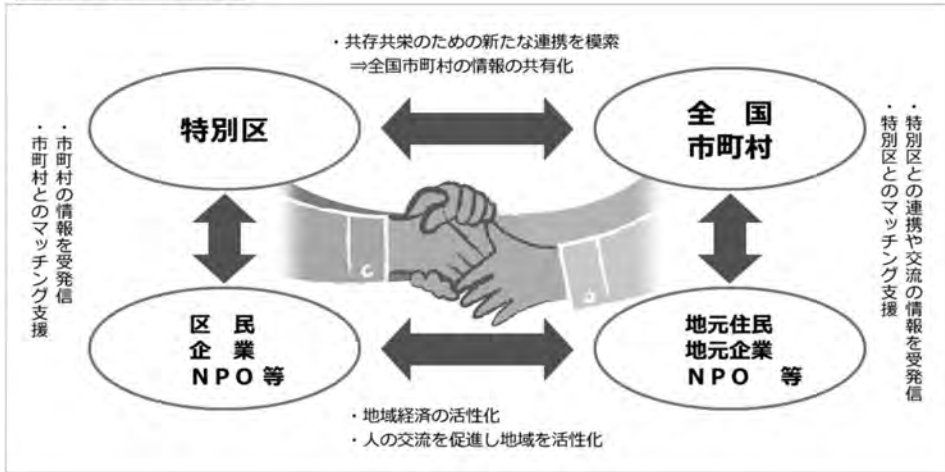 ・共存共栄のための新たな連携を模索
⇒全国市町村の情報の共有化
特別区
全　国
市町村
・市町村の情報を受発信
・市町村とのマッチング支援
・特別区との連携や交流の情報を受発信
・特別区とのマッチング支援
区　民
企　業
ＮＰＯ 等
地元住民
地元企業
ＮＰＯ　等
・地域経済の活性化
・人の交流を促進し地域を活性化